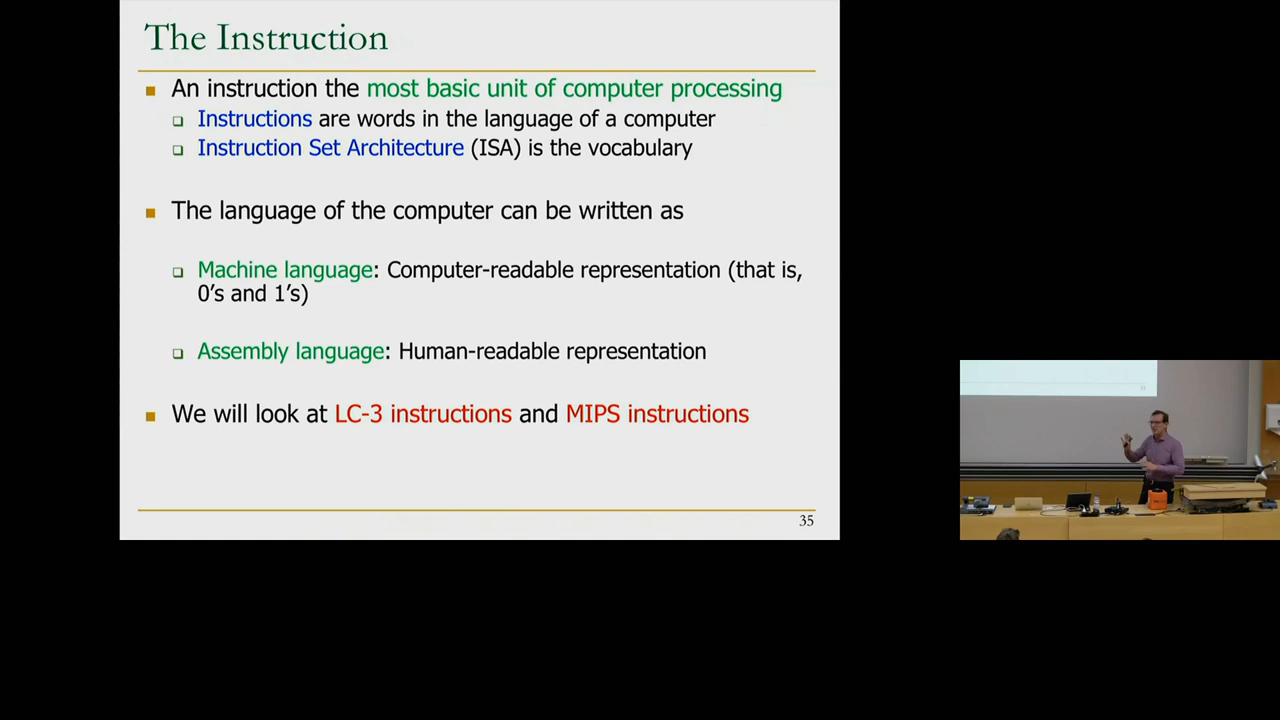 The Instruction
An instruction the most basic unit of computer processing
Instructions are words in the language of a computer
Instruction Set Architecture (ISA) is the vocabulary
The language of the computer can be written as
Machine language: Computer-readable representation (that is,
0's and 1's)
Assembly language: Human-readable representation
We will look at LC-3 instructions and MIPS instructions
35